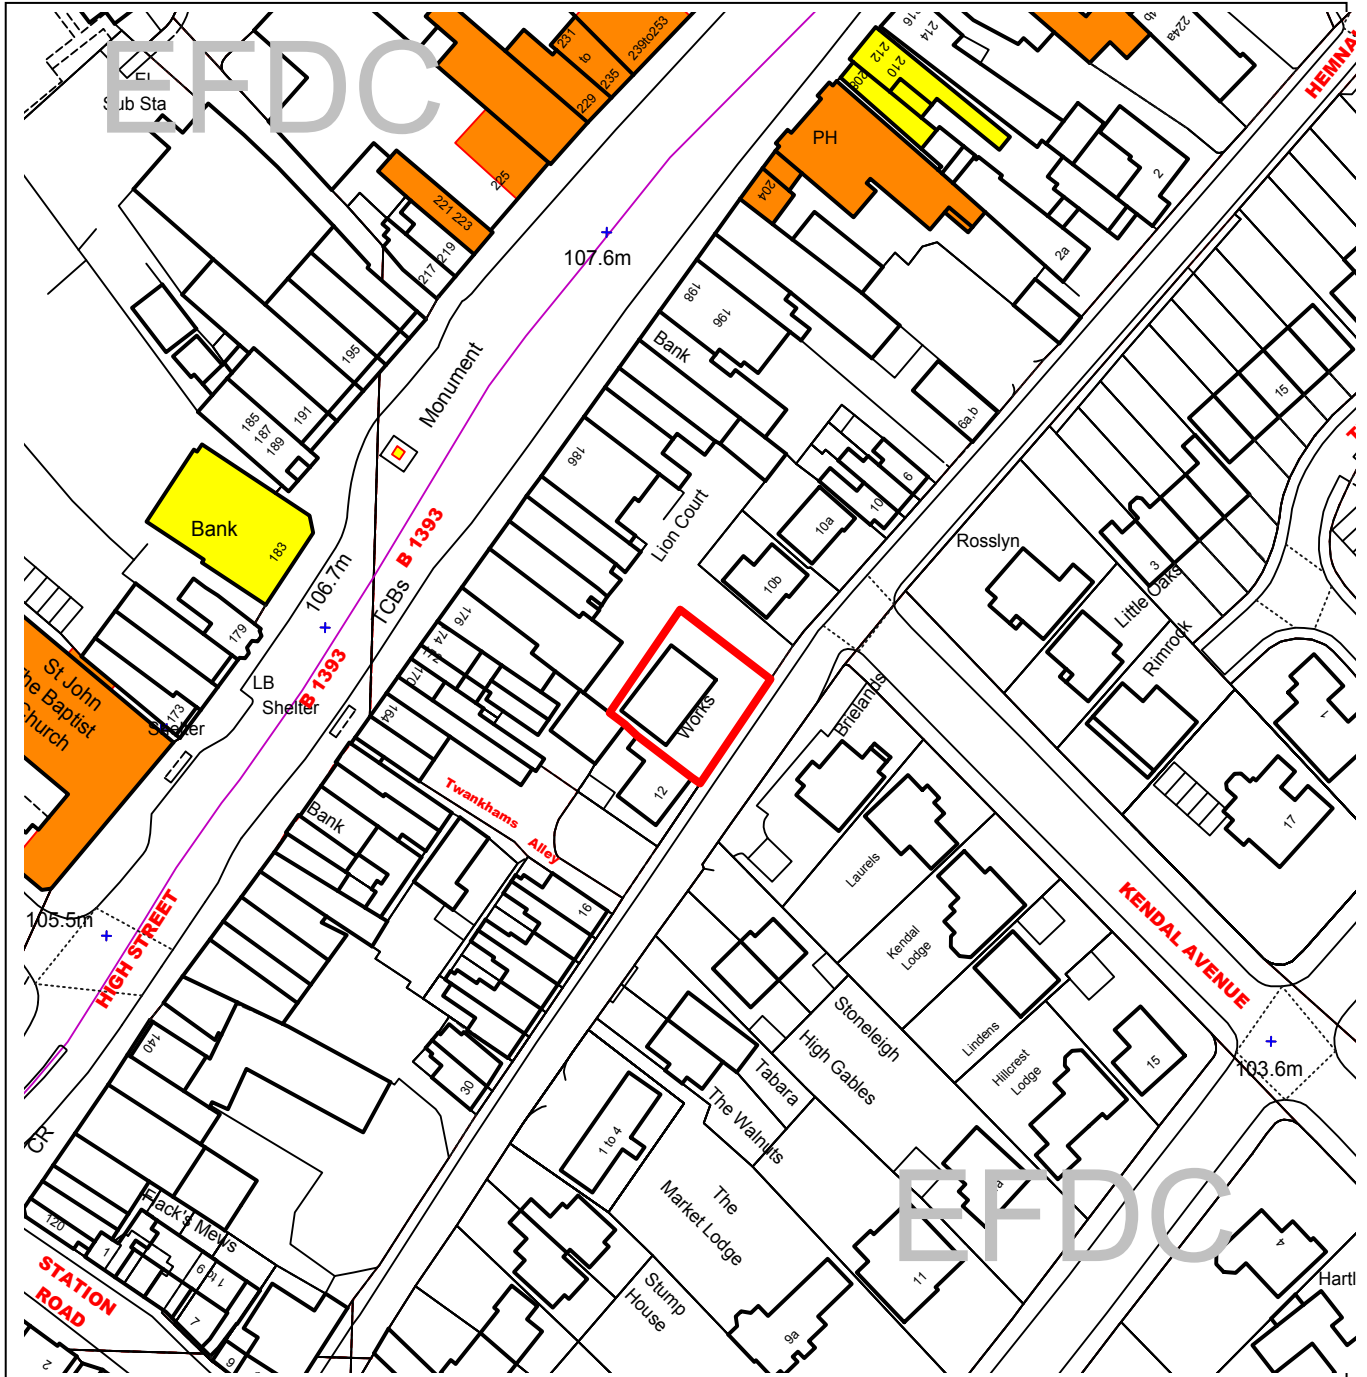 EFDC
El
Sub Sta
231
to
239to253
235
229
225
221 223
219
217
216
214
212
210
208
224a
HEMNA
PH
204
2
2a
107.6m
198
196
Bank
195
Monument
185
187
189
191
186
6a,b
15
Bank
183
B 1393
106.7m
TCBs
Lion Court
6
10
10a
10b
Rosslyn
3
Little Oaks
Rimrock
1
17
179
176
174
170
164
LB
Shelter
B 1393
St John
the Baptist
Church
173
Shelter
Works
12
Brielands
Twankhams
Alley
Bank
Laurels
16
Kendal
Lodge
KENDAL AVENUE
105.5m
HIGH STREET
Stoneleigh
High Gables
Lindens
Hillcrest
Lodge
15
103.6m
140
30
Tabara
The Walnuts
1 to 4
CR
The
Market Lodge
EFDC
Flack's Mews
120
1
1 to 6
7
STATION
ROAD
Stump
House
11
9a
4
Hartl
2
9